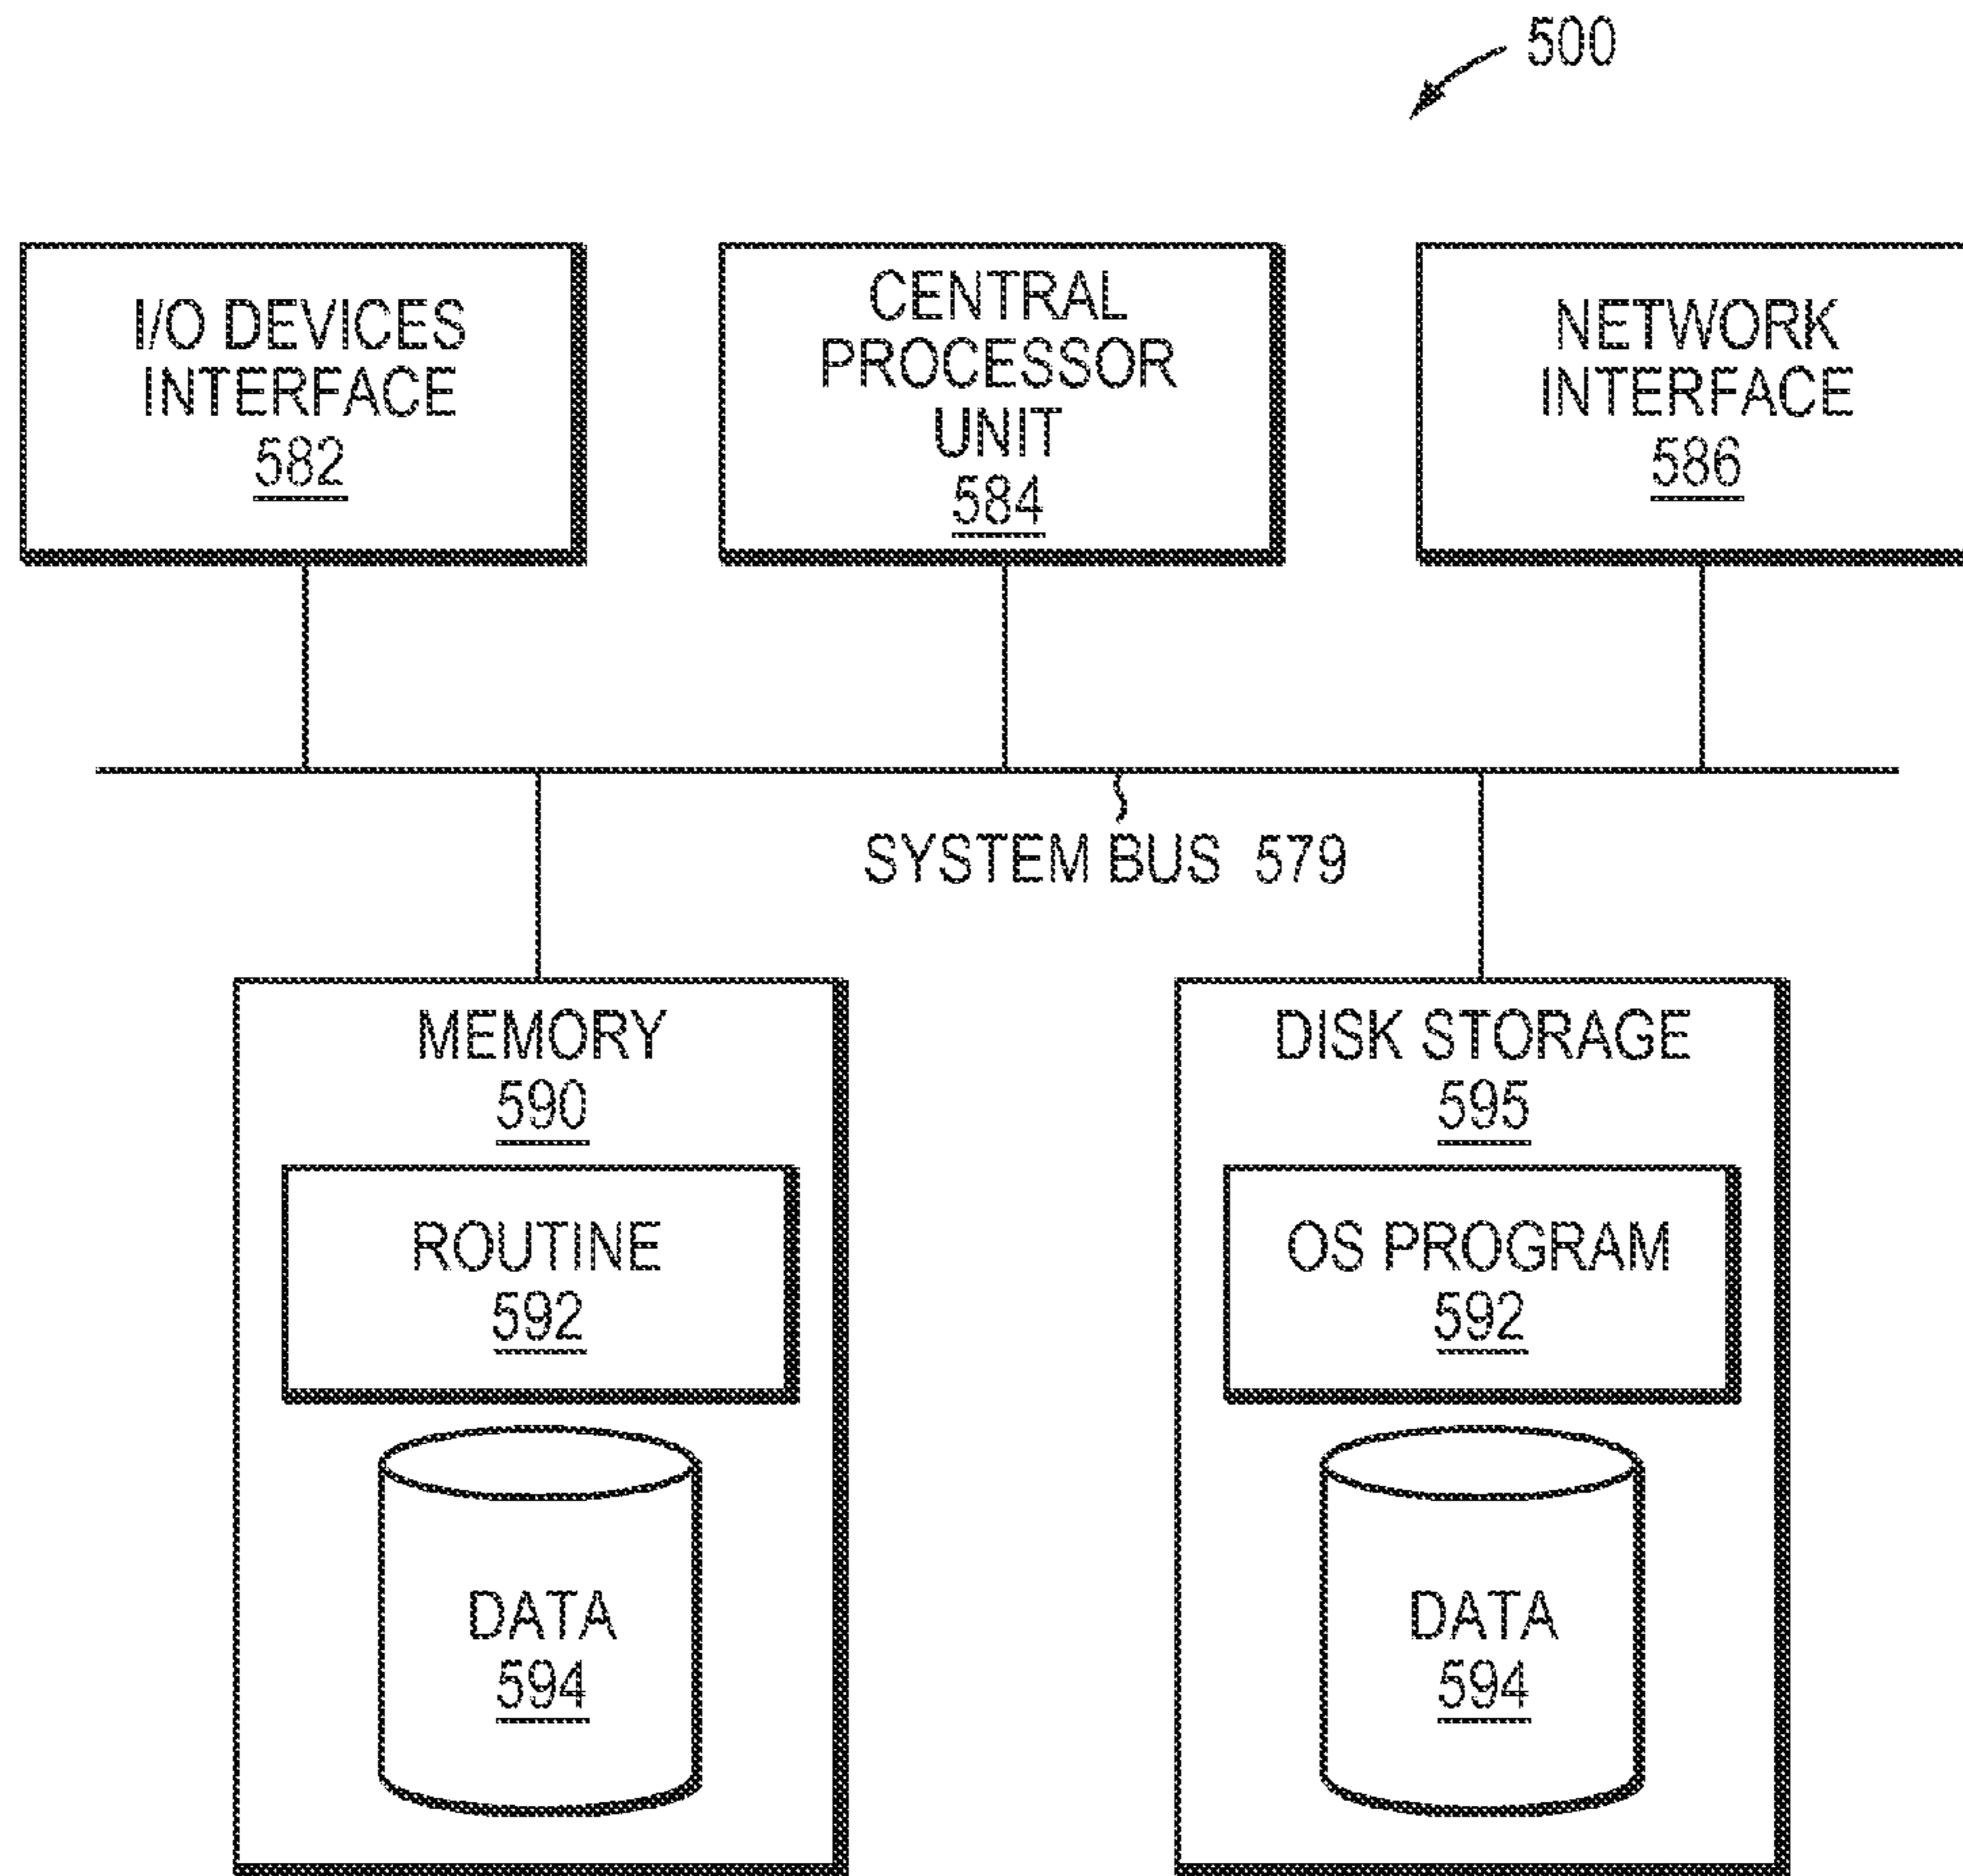 500
I/O DEVICES
INTERFACE
582
CENTRAL
PROCESSOR
UNIT
584
NETWORK
INTERFACE
586
SYSTEM BUS 579
MEMORY
590
ROUTINE
592
DATA
594
DISK STORAGE
595
OS PROGRAM
592
DATA
594